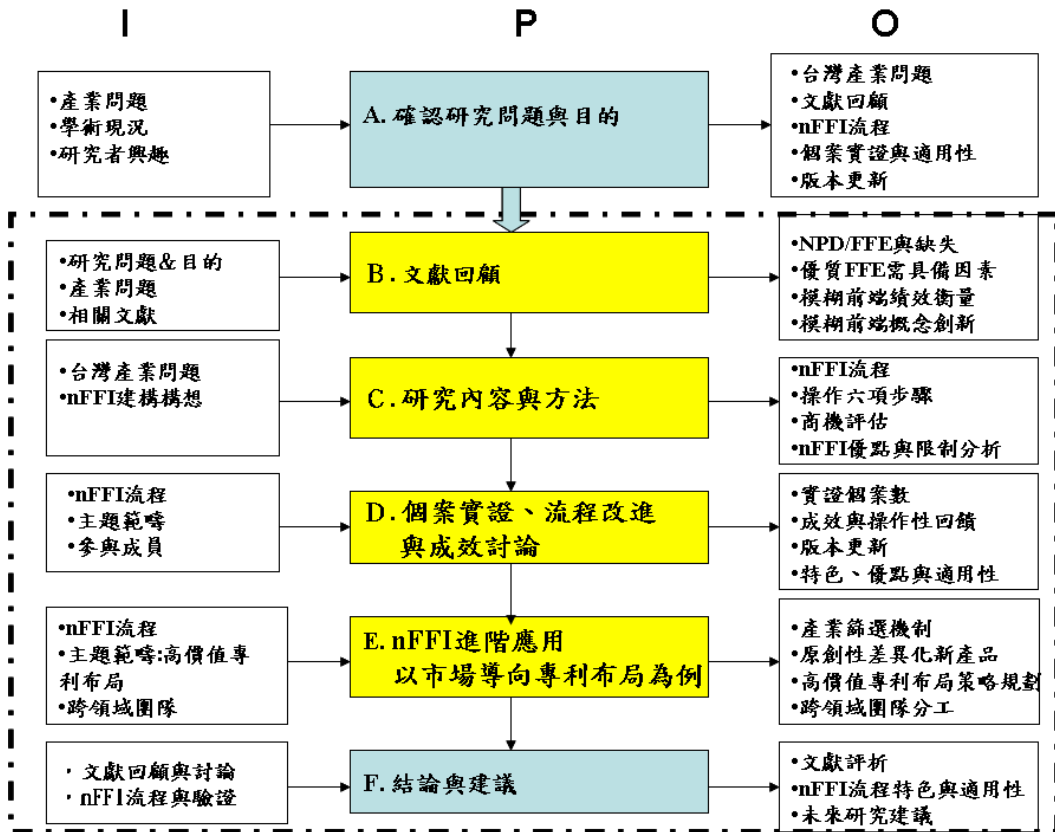 I
P
O
•產業問題
•學術現況
•研究者興趣
A.確認研究問題與目的
•台灣產業問題
•文獻回顧
•nFFI流程
•個案實證與適用性
•版本更新
•研究問題&目的
•產業問題
•相關文獻
B.文獻回顧
•NPD/FFE與缺失
•優質FFE需具備因素
•模糊前端績效衡量
•模糊前端概念創新
•台灣產業問題
•nFFI建構構想
C.研究內容與方法
•nFFI流程
•操作六項步驟
•商機評估
•nFFI優點與限制分析
•nFFI流程
•主題範疇
•參與成員
D.個案實證、流程改進
與成效討論
•實證個案數
•成效與操作性回饋
•版本更新
•特色、優點與適用性
•nFFI流程
•主題範疇:高價值專
利布局
•跨領域團隊
E.nFFI進階應用
以市場導向專利布局為例
•產業篩選機制
•原創性差異化新產品
•高價值專利布局策略規劃
•跨領域團隊分工
•文獻回顧與討論
•nFFI流程與驗證
F.結論與建議
•文獻評析
•nFFI流程特色與適用性
•未來研究建議